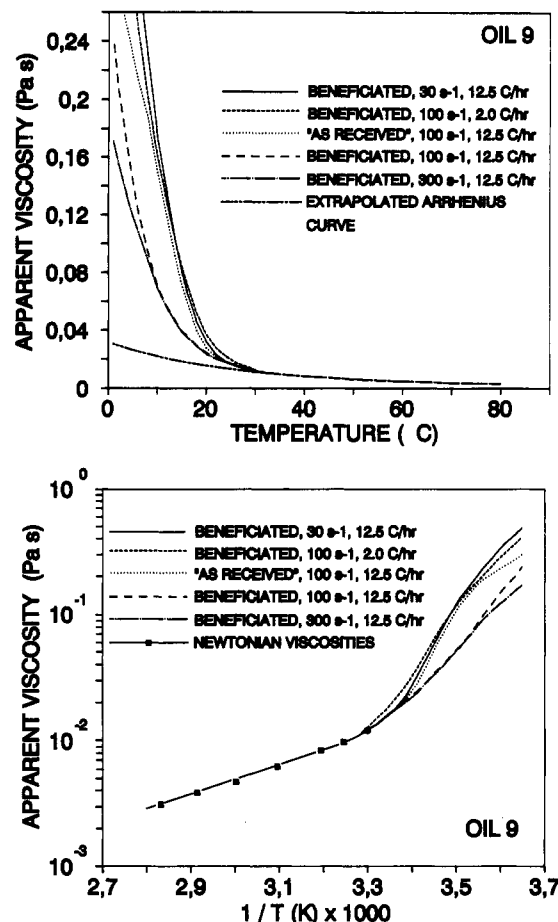 OIL 9
0,24
0,2
0,16
0,12
0,08
0,04
0
APPARENT VISCOSITY (Pa s)
BENEFICIATED, 30 s-1, 12.5 C/hr
BENEFICIATED, 100 s-1, 2.0 C/hr
"AS RECEIVED", 100 s-1, 12.5 C/hr
BENEFICIATED, 100 s-1, 12.5 C/hr
BENEFICIATED, 300 s-1, 12.5 C/hr
EXTRAPOLATED ARRHENIUS
CURVE
0 20 40 60 80
TEMPERATURE ( C)
10 0
10 -1
10 -2
10 -3
APPARENT VISCOSITY (Pa s)
BENEFICIATED, 30 s-1, 12.5 C/hr
BENEFICIATED, 100 s-1, 2.0 C/hr
"AS RECEIVED", 100 s-1, 12.5 C/hr
BENEFICIATED, 100 s-1, 12.5 C/hr
BENEFICIATED, 300 s-1, 12.5 C/hr
NEWTONIAN VISCOSITIES
OIL 9
2,7 2,9 3,1 3,3 3,5 3,7
1 / T (K) x 1000